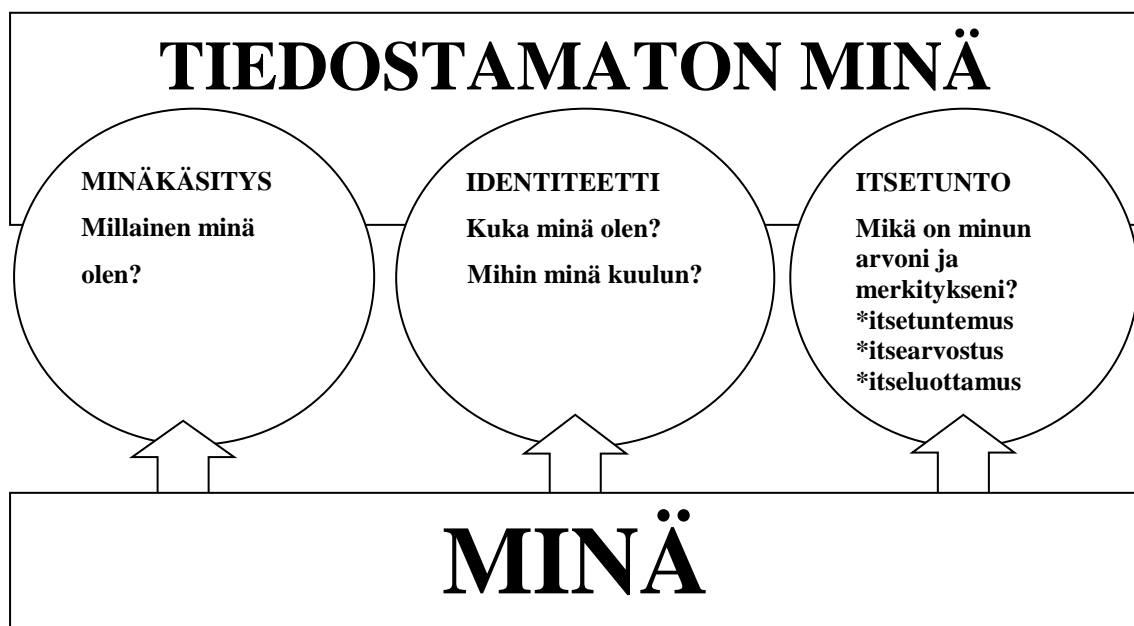 TIEDOSTAMATON MINÄ
MINÄKÄSITYS
Millainen minä
olen?
IDENTITEETTI
Kuka minä olen?
Mihin minä kuulun?
ITSETUNTO
Mikä on minun
arvoni ja
merkitykseni?
*itsetuntemus
*itsearvostus
*itseluottamus
MINÄ